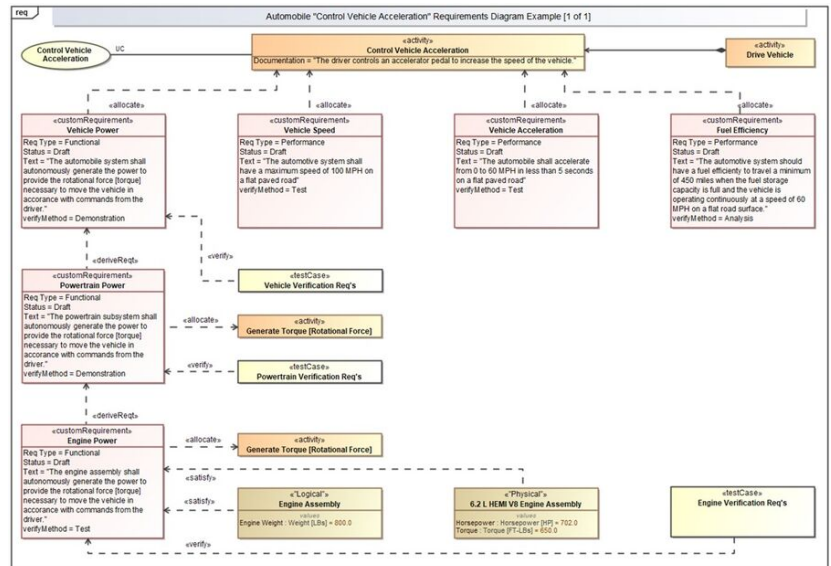 req
Automobile "Control Vehicle Acceleration" Requirements Diagram Example [1 of 1]
Control Vehicle
Acceleration
UC
«activity»
Control Vehicle Acceleration
Documentation = "The driver controls an accelerator pedal to increase the speed of the vehicle."
«activity»
Drive Vehicle
«allocate»
«allocate»
«allocate»
«allocate»
«customRequirement»
Vehicle Power
Req Type = Functional
Status = Draft
Text = "The automobile system shall
autonomously generate the power to
provide the rotational force [torque]
necessary to move the vehicle in
accorance with commands from the
driver."
verifyMethod = Demonstration
«customRequirement»
Vehicle Speed
Req Type = Performance
Status = Draft
Text = "The automotive system shall
have a maximum speed of 100 MPH on
a flat paved road"
verifyMethod = Test
«customRequirement»
Vehicle Acceleration
Req Type = Performance
Status = Draft
Text = "The automobile shall accelerate
from 0 to 60 MPH in less than 5 seconds
on a flat paved road"
verifyMethod = Test
«customRequirement»
Fuel Efficiency
Req Type = Performance
Status = Draft
Text = "The automotive system should
have a fuel efficienty to travel a minimum
of 450 miles when the fuel storage
capacity is full and the vehicle is
operating continuously at a speed of 60
MPH on a flat road surface."
verifyMethod = Analysis
«deriveReqt»
«verify»
«customRequirement»
Powertrain Power
Req Type = Functional
Status = Draft
Text = "The powertrain subsystem shall
autonomously generate the power to
provide the rotational force [torque]
necessary to move the vehicle in
accorance with commands from the
driver."
verifyMethod = Demonstration
«testCase»
Vehicle Verification Req's
«allocate»
«activity»
Generate Torque [Rotational Force]
«verify»
«testCase»
Powertrain Verification Req's
«deriveReqt»
«customRequirement»
Engine Power
Req Type = Functional
Status = Draft
Text = "The engine assembly shall
autonomously generate the power to
provide the rotational force [torque]
necessary to move the vehicle in
accorance with commands from the
driver."
verifyMethod = Test
«allocate»
«activity»
Generate Torque [Rotational Force]
«satisfy»
«satisfy»
«"Logical"»
Engine Assembly
values
Engine Weight : Weight [LBs] = 800.0
«"Physical"»
6.2 L HEMI V8 Engine Assembly
values
Horsepower : Horsepower [HP] = 702.0
Torque : Torque [FT-LBs] = 650.0
«testCase»
Engine Verification Req's
«verify»